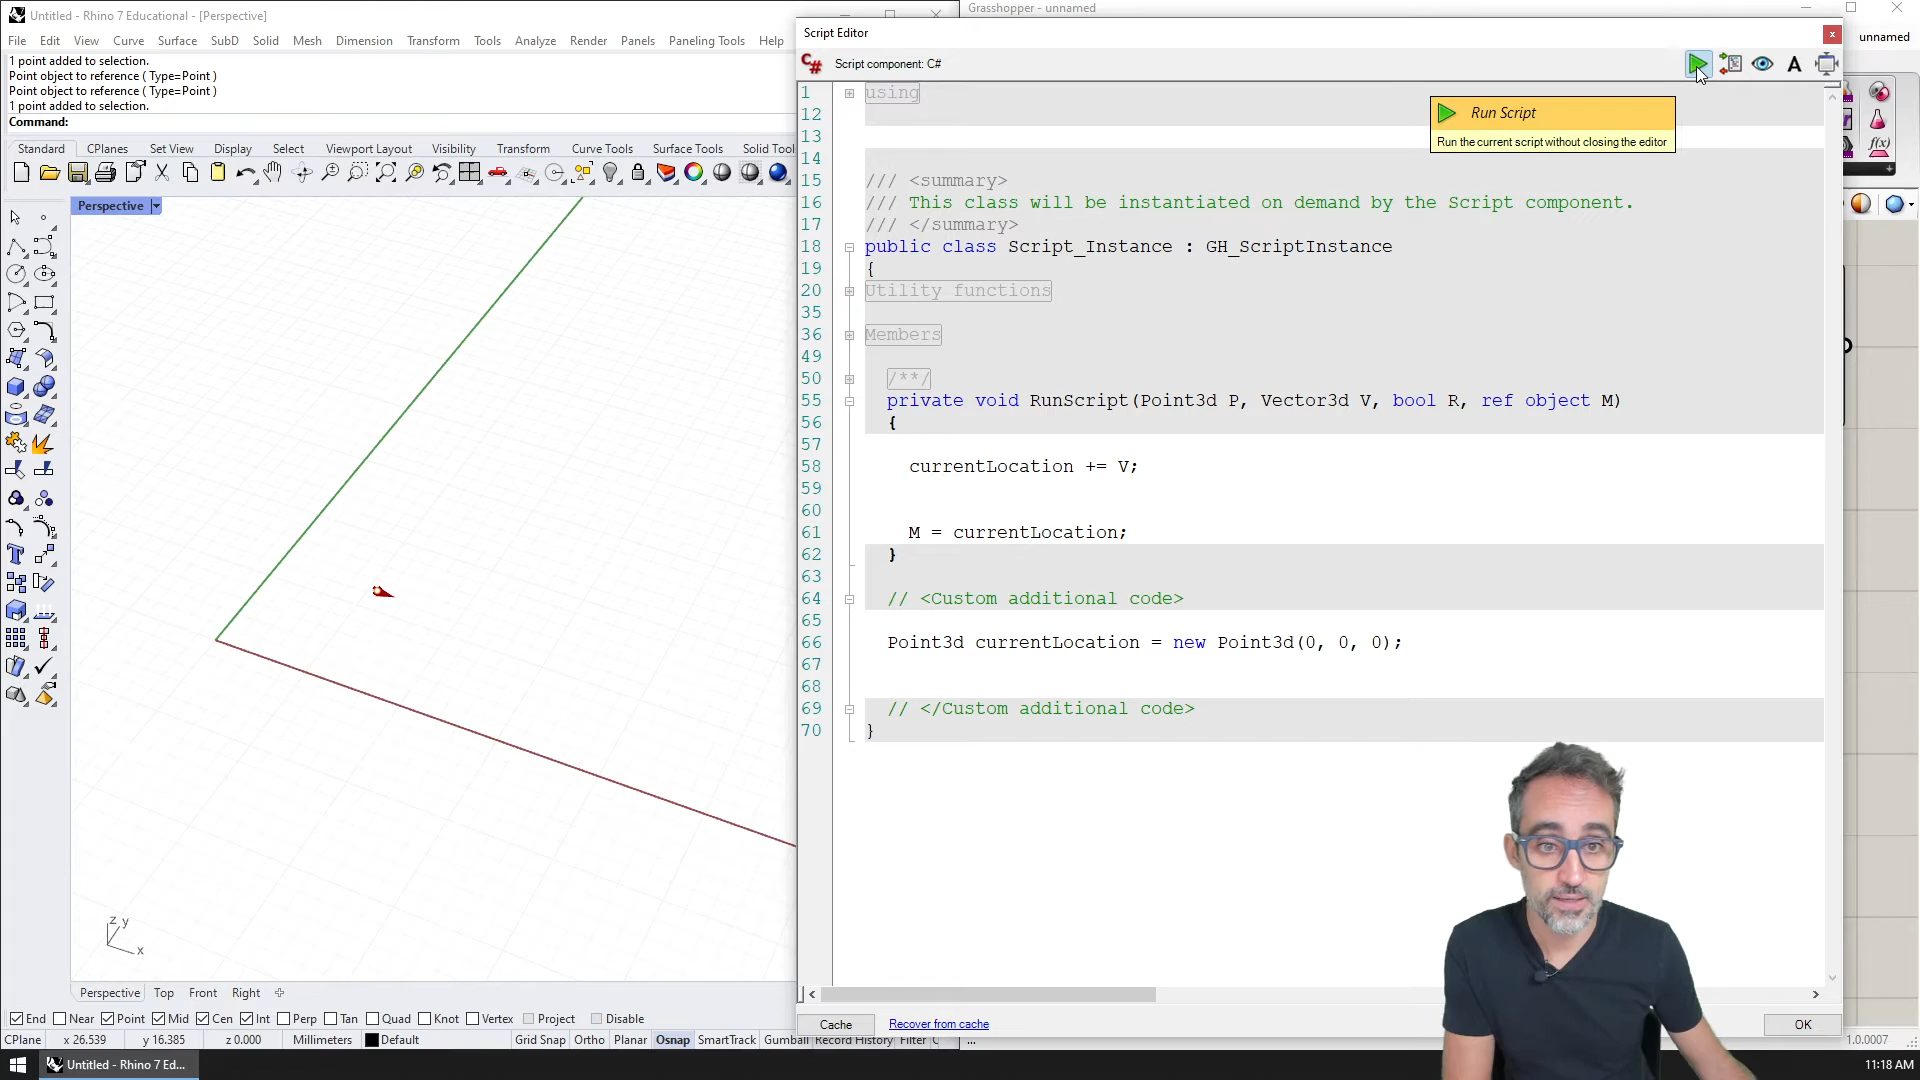 Untitled - Rhino 7 Educational - [Perspective]
Grasshopper - unnamed
File Edit View Curve Surface SubD Solid Mesh Dimension Transform Tools Analyze Render Panels Paneling Tools Help
Script Editor
unnamed
1 point added to selection.
Point object to reference ( Type=Point )
Point object to reference ( Type=Point )
1 point added to selection.
Command:
C# Script component: C#
A
Run Script
Run the current script without closing the editor
Standard CPlanes Set View Display Select Viewport Layout Visibility Transform Curve Tools Surface Tools Solid Tool
Perspective
1 using
12
13
14
15 /// <summary>
16 /// This class will be instantiated on demand by the Script component.
17 /// </summary>
18 public class Script_Instance : GH_ScriptInstance
19 {
20 Utility functions
35
36 Members
49
50 /**/
55 private void RunScript(Point3d P, Vector3d V, bool R, ref object M)
56 {
57
58 currentLocation += V;
59
60
61 M = currentLocation;
62 }
63
64 // <Custom additional code>
65
66 Point3d currentLocation = new Point3d(0, 0, 0);
67
68
69 // </Custom additional code>
70 }
z y
x
Perspective Top Front Right
End Near Point Mid Cen Int Perp Tan Quad Knot Vertex Project Disable
Cache Recover from cache OK
CPlane x 26.539 y 16.385 z 0.000 Millimeters Default Grid Snap Ortho Planar Osnap SmartTrack Gumball Record History Filter C ...
1.0.0007
Untitled - Rhino 7 Ed...
11:18 AM